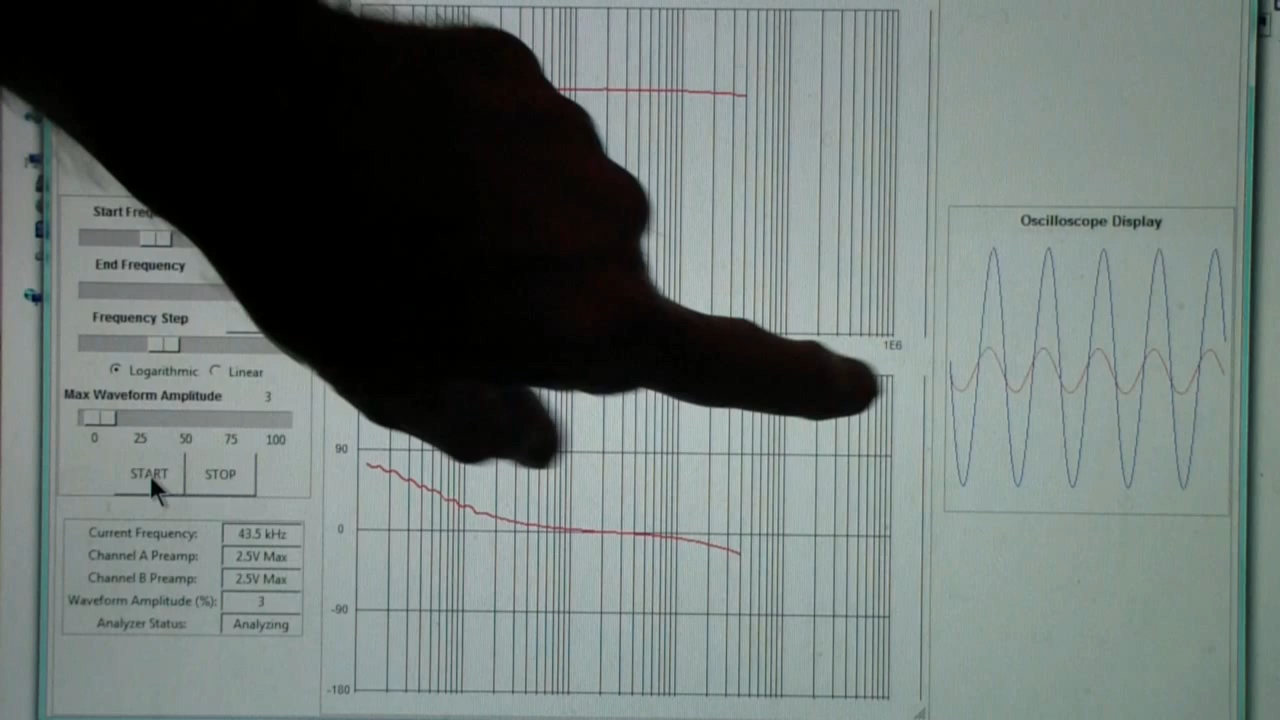 Start Freq
End Frequency
Frequency Step
Logarithmic Linear
Max Waveform Amplitude 3
0 25 50 75 100
START STOP
Current Frequency: 43.5 kHz
Channel A Preamp: 2.5V Max
Channel B Preamp: 2.5V Max
Waveform Amplitude (%): 3
Analyzer Status: Analyzing
1E6
90
0
-90
-180
Oscilloscope Display